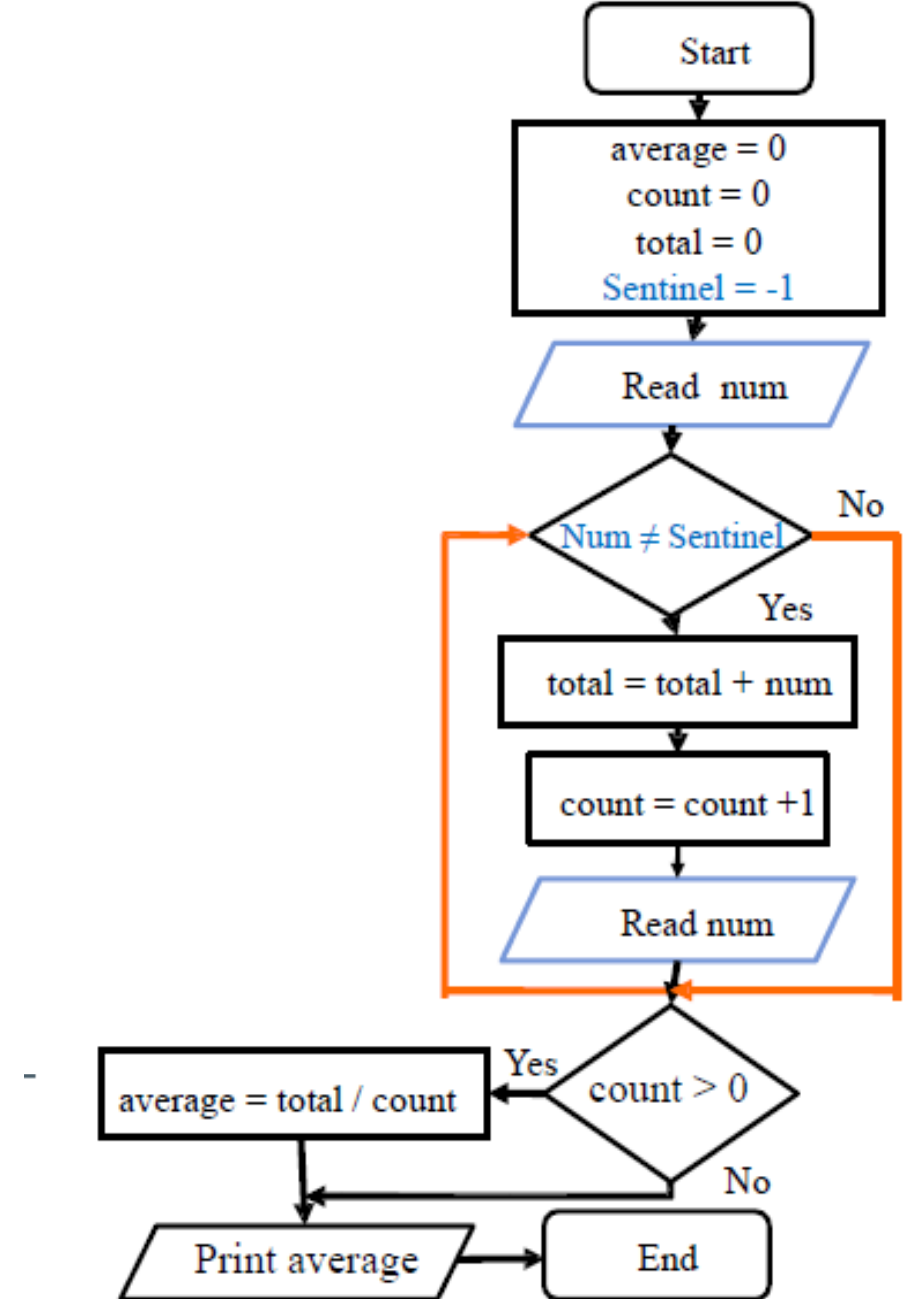 Start
average = 0
count = 0
total = 0
Sentinel = -1
Read num
Num ≠ Sentinel
No
Yes
total = total + num
count = count +1
Read num
count > 0
Yes
average = total / count
No
Print average
End